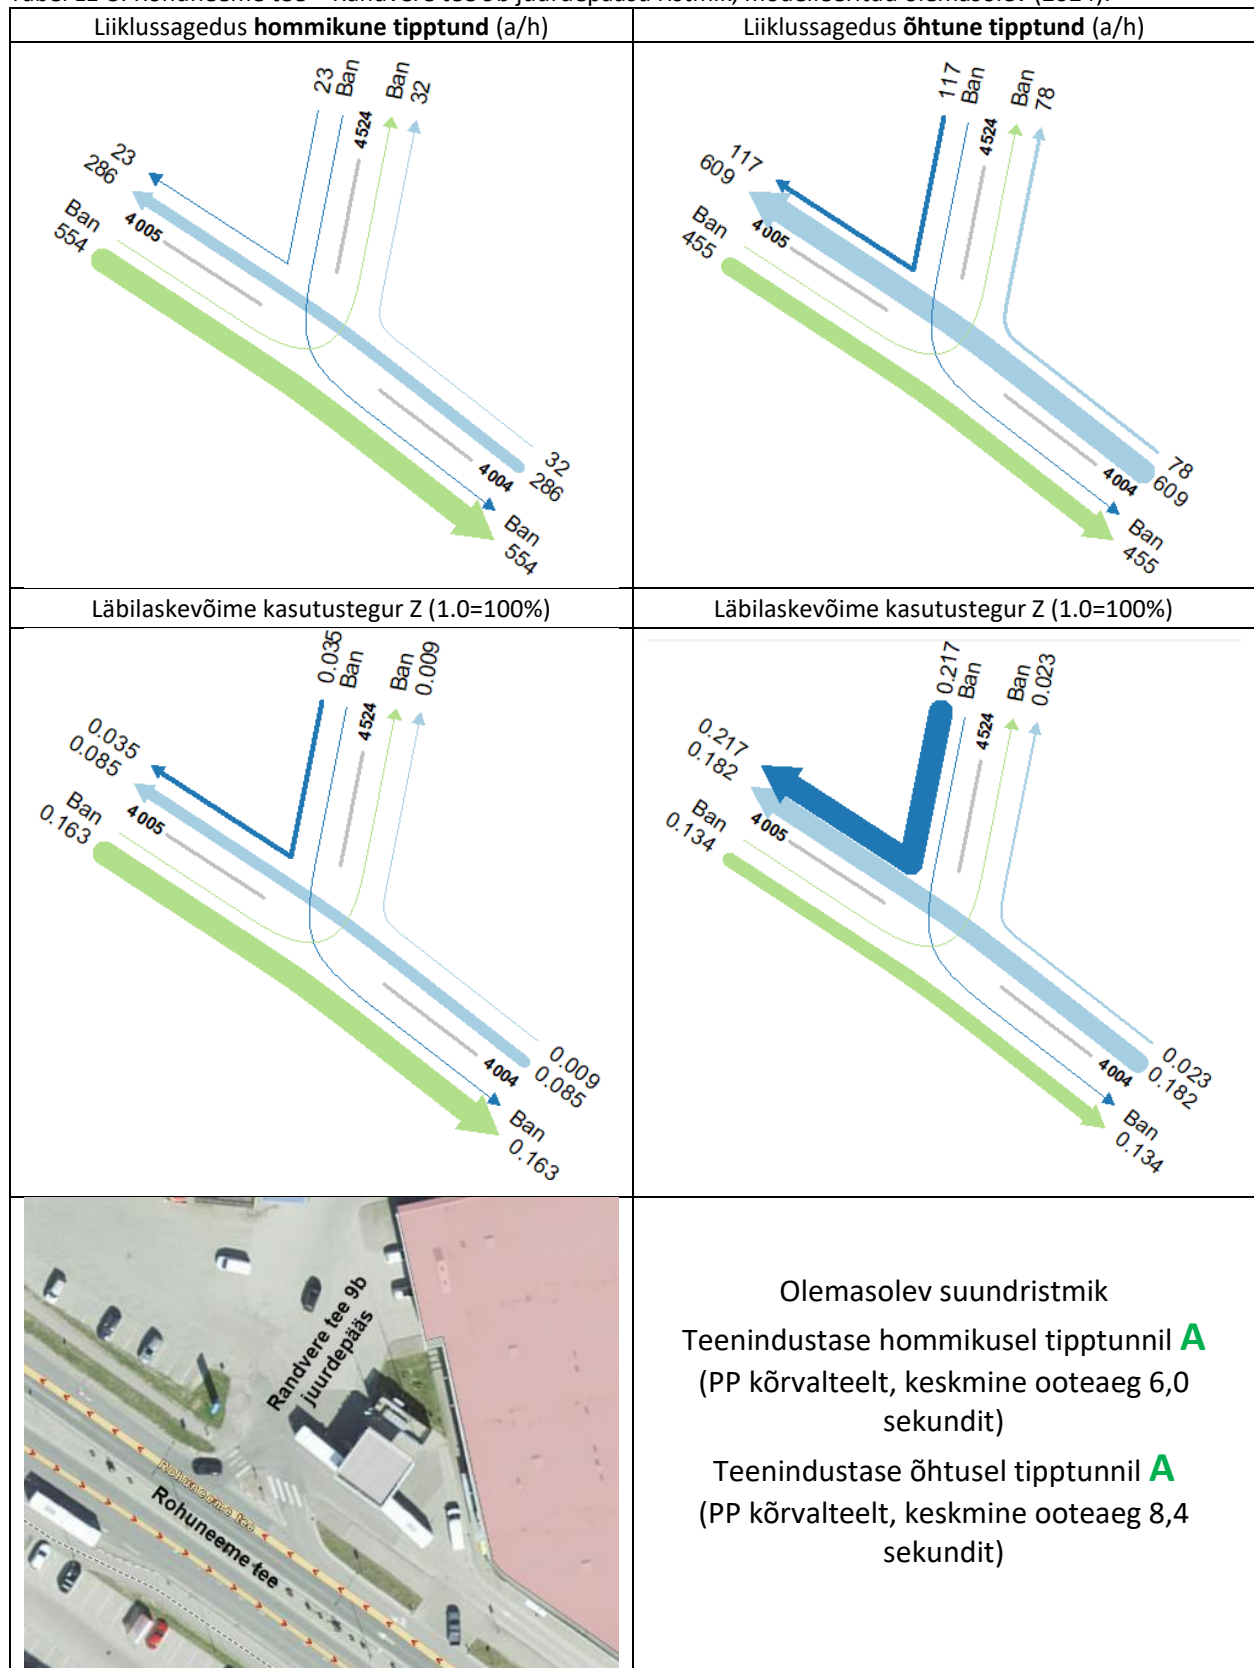 Liiklussagedus hommikune tipptund (a/h)
Liiklussagedus õhtune tipptund (a/h)
23
Ban
Ban
32
4524
23
286
Ban
554
4005
32
286
4004
Ban
554
117
Ban
Ban
78
4524
117
609
Ban
455
4005
78
609
4004
Ban
455
Läbilaskevõime kasutustegur Z (1.0=100%)
Läbilaskevõime kasutustegur Z (1.0=100%)
0.035
Ban
Ban
0.009
4524
0.035
0.085
Ban
0.163
4005
0.009
0.085
4004
Ban
0.163
0.217
Ban
Ban
0.023
4524
0.217
0.182
Ban
0.134
4005
0.023
0.182
4004
Ban
0.134
Randvere tee 9b
juurdepääs
Rohuneeme tee
Rohuneeme tee
Olemasolev suundristmik
Teenindustase hommikusel tipptunnil A
(PP kõrvalteelt, keskmine ooteaeg 6,0
sekundit)
Teenindustase õhtusel tipptunnil A
(PP kõrvalteelt, keskmine ooteaeg 8,4
sekundit)